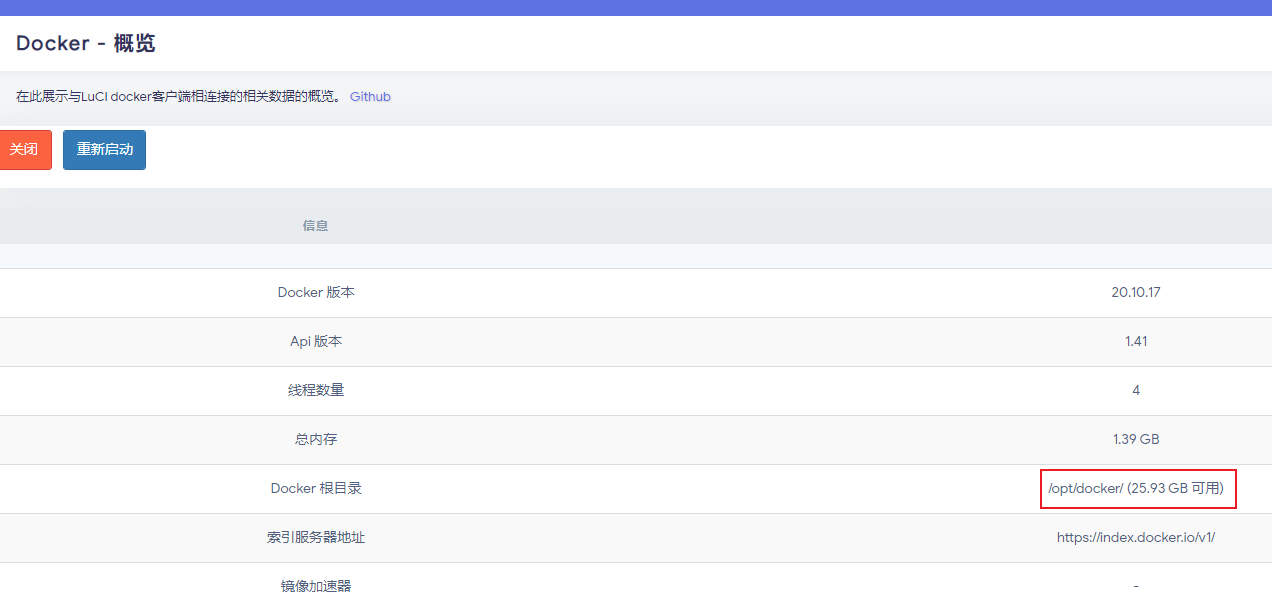 Docker - 概览
在此展示与LuCI docker客户端相连接的相关数据的概览。 Github
关闭 重新启动
信息
Docker 版本 20.10.17
Api 版本 1.41
线程数量 4
总内存 1.39 GB
Docker 根目录 /opt/docker/ (25.93 GB 可用)
索引服务器地址 https://index.docker.io/v1/
镜像加速器 -